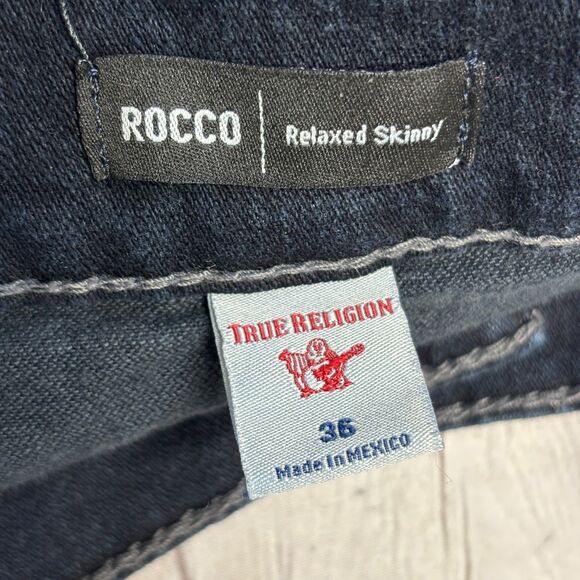 ROCCO | Relaxed Skinny
TRUE RELIGION
36
Made In MEXICO